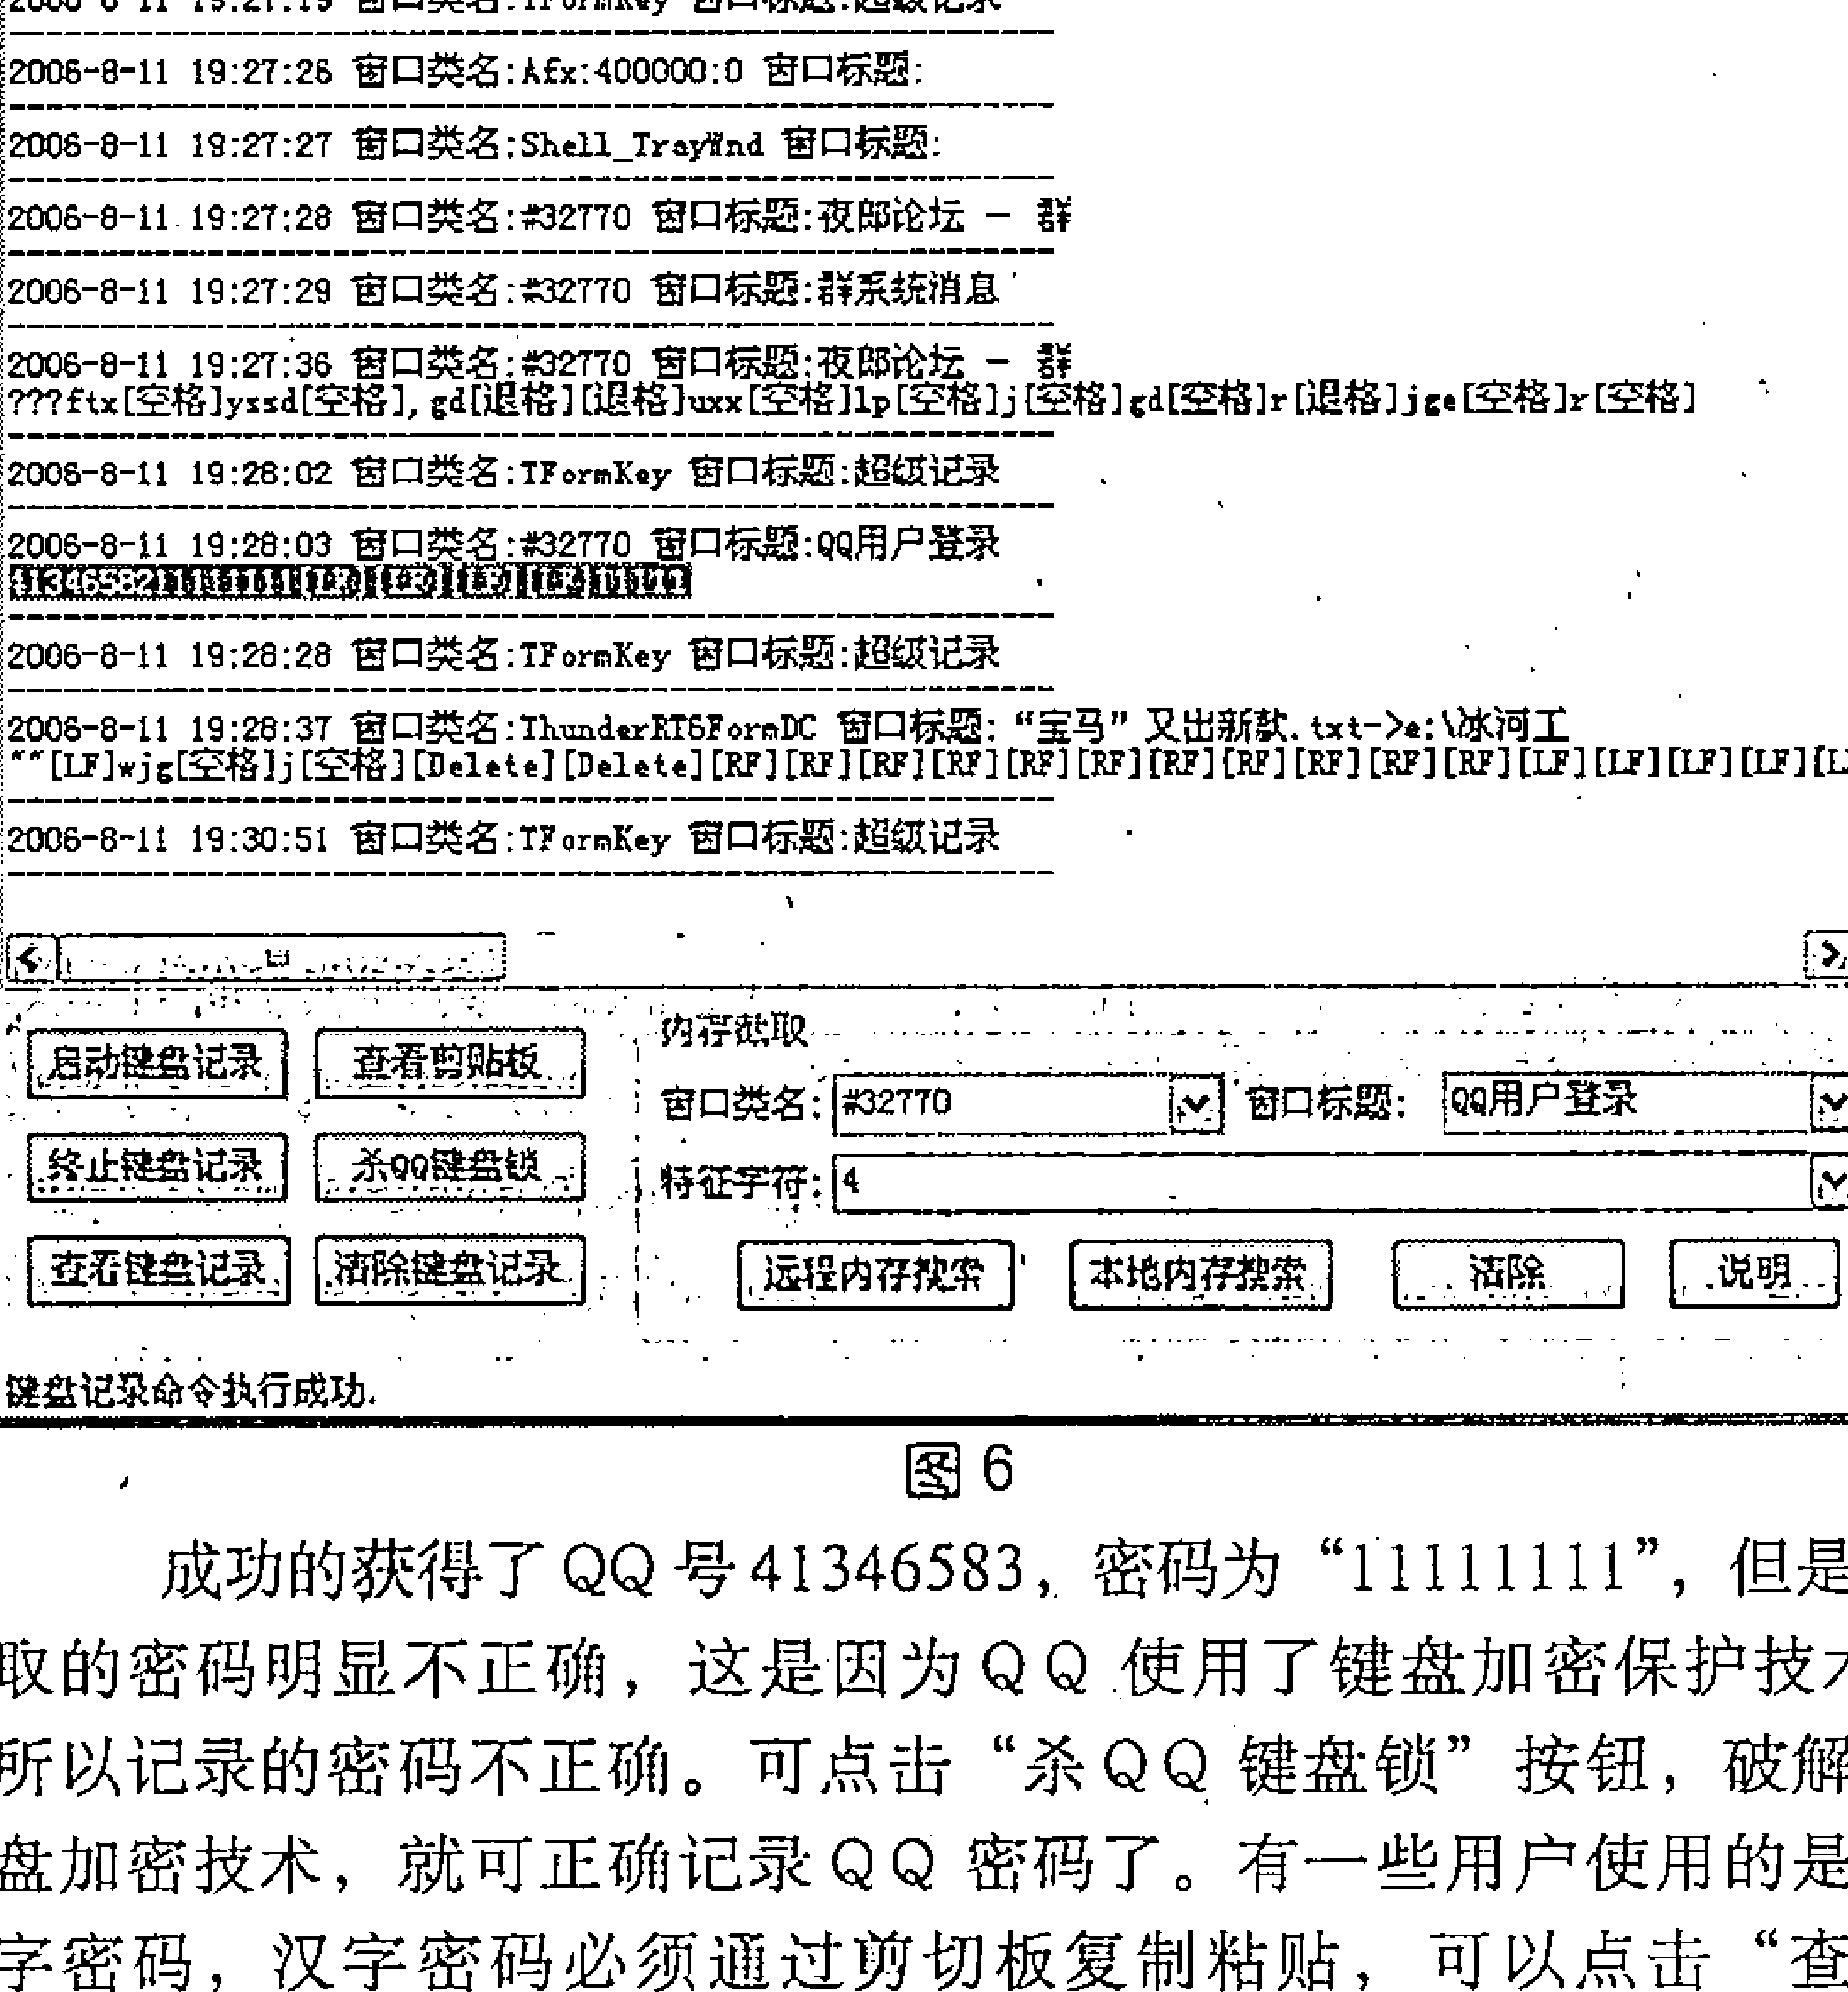 2006-8-11 19:27:19 窗口类名:TFormKey 窗口标题:超级记录
2006-8-11 19:27:26 窗口类名:Afx:400000:0 窗口标题:
2006-8-11 19:27:27 窗口类名:Shell_TrayWnd 窗口标题:
2006-8-11 19:27:28 窗口类名:#32770 窗口标题:夜郎论坛 - 群
2006-8-11 19:27:29 窗口类名:#32770 窗口标题:群系统消息
2006-8-11 19:27:36 窗口类名:#32770 窗口标题:夜郎论坛 - 群
???ftx[空格]yssd[空格],gd[退格][退格]uxx[空格]lp[空格]j[空格]gd[空格]r[退格]jge[空格]r[空格]
2006-8-11 19:28:02 窗口类名:TFormKey 窗口标题:超级记录
2006-8-11 19:28:03 窗口类名:#32770 窗口标题:QQ用户登录
2006-8-11 19:28:28 窗口类名:TFormKey 窗口标题:超级记录
2006-8-11 19:28:37 窗口类名:ThunderRT6FormDC 窗口标题:“宝马”又出新款.txt->e:\冰河工
~~[LF]wjg[空格]j[空格][Delete][Delete][RF][RF][RF][RF][RF][RF][RF][RF][RF][RF][RF][LF][LF][LF][LF]
2006-8-11 19:30:51 窗口类名:TFormKey 窗口标题:超级记录
内存截取
启动键盘记录 查看剪贴板
窗口类名: #32770 窗口标题: QQ用户登录
终止键盘记录 杀QQ键盘锁
特征字符: 4
查看键盘记录 清除键盘记录 远程内存搜索 本地内存搜索 清除 说明
键盘记录命令执行成功.
图 6
成功的获得了QQ号41346583，密码为“11111111”，但是
取的密码明显不正确，这是因为QQ使用了键盘加密保护技术
所以记录的密码不正确。可点击“杀QQ键盘锁”按钮，破解
盘加密技术，就可正确记录QQ密码了。有一些用户使用的是
字密码，汉字密码必须通过剪切板复制粘贴，可以点击“查